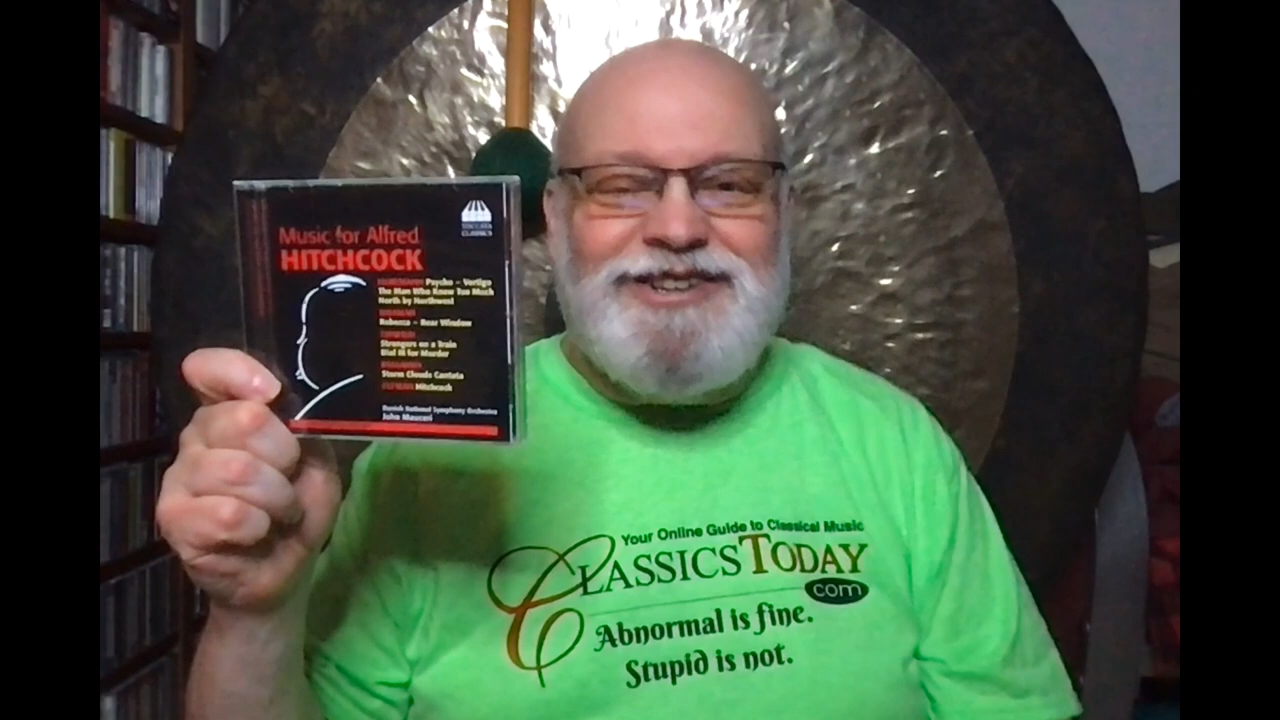 Music for Alfred
HITCHCOCK
TOCCATA
CLASSICS
Psycho – Vertigo
The Man Who Knew Too Much
North by Northwest
Rebecca – Rear Window
Strangers on a Train
Dial M for Murder
Storm Clouds Cantata
Hitchcock
Danish National Symphony Orchestra
John Mauceri
Your Online Guide to Classical Music
CLASSICSTODAY
com
Abnormal is fine.
Stupid is not.